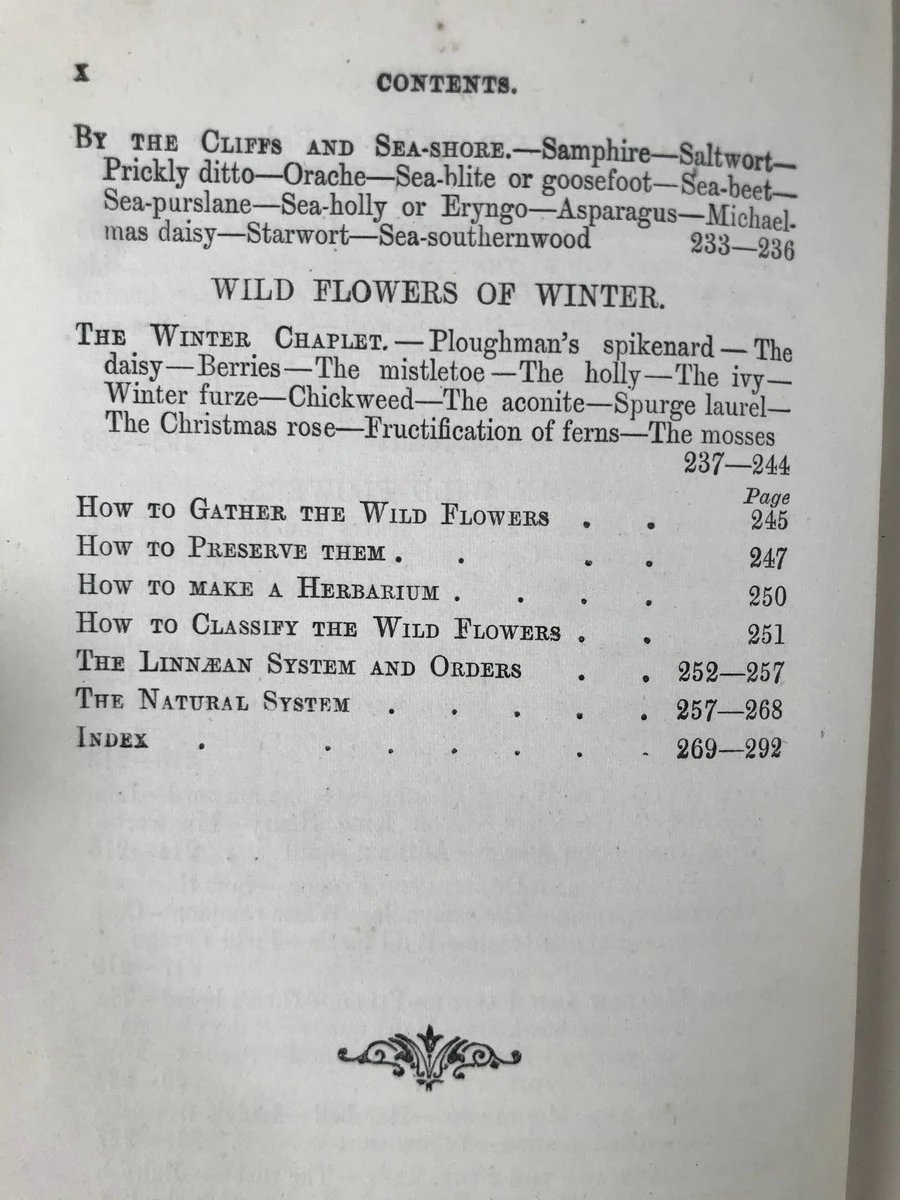 X
CONTENTS.
BY THE CLIFFS AND SEA-SHORE.—Samphire—Saltwort—
Prickly ditto—Orache—Sea-blite or goosefoot—Sea-beet—
Sea-purslane—Sea-holly or Eryngo—Asparagus—Michael-
mas daisy—Starwort—Sea-southernwood 233—236
WILD FLOWERS OF WINTER.
THE WINTER CHAPLET.—Ploughman's spikenard—The
daisy—Berries—The mistletoe—The holly—The ivy—
Winter furze—Chickweed—The aconite—Spurge laurel—
The Christmas rose—Fructification of ferns—The mosses
237—244
Page
HOW TO GATHER THE WILD FLOWERS . . 245
HOW TO PRESERVE THEM . . . . 247
HOW TO MAKE A HERBARIUM . . . . 250
HOW TO CLASSIFY THE WILD FLOWERS . . 251
THE LINNÆAN SYSTEM AND ORDERS . . 252—257
THE NATURAL SYSTEM . . . . . 257—268
INDEX . . . . . . . 269—292